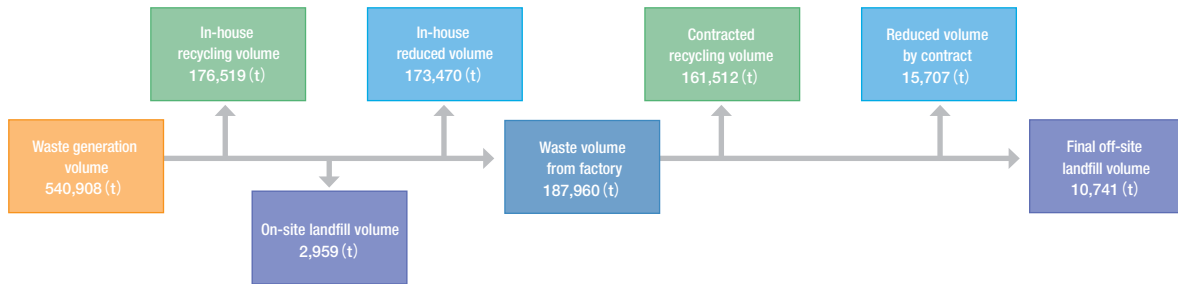 In-house
recycling volume
176,519 (t)
In-house
reduced volume
173,470 (t)
Contracted
recycling volume
161,512 (t)
Reduced volume
by contract
15,707 (t)
Waste generation
volume
540,908 (t)
Waste volume
from factory
187,960 (t)
Final off-site
landfill volume
10,741 (t)
On-site landfill volume
2,959 (t)